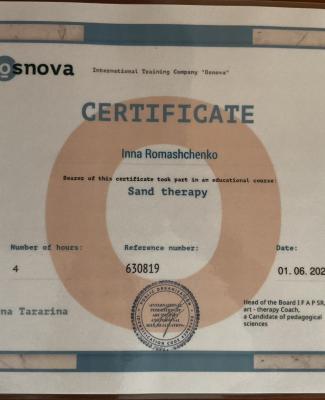 osnova
International Training Company "Osnova"
CERTIFICATE
Inna Romashchenko
Bearer of this certificate took part in an educational course:
Sand therapy
Number of hours:
Reference number:
Date:
4
630819
01. 06. 202
na Tararina
Head of the Board I F A P SR,
art - therapy Coach,
a Candidate of pedagogical
sciences